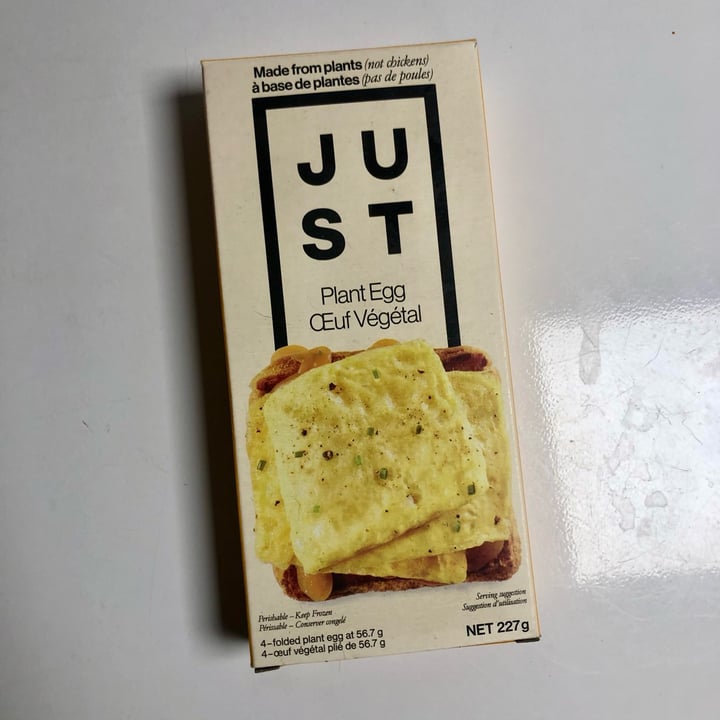 Made from plants (not chickens)
à base de plantes (pas de poules)
JU
ST
Plant Egg
Œuf Végétal
Perishable – Keep Frozen
Périssable – Conserver congelé
4-folded plant egg at 56.7 g
4-œuf végétal plié de 56.7 g
Serving suggestion
Suggestion d'utilisation
NET 227g